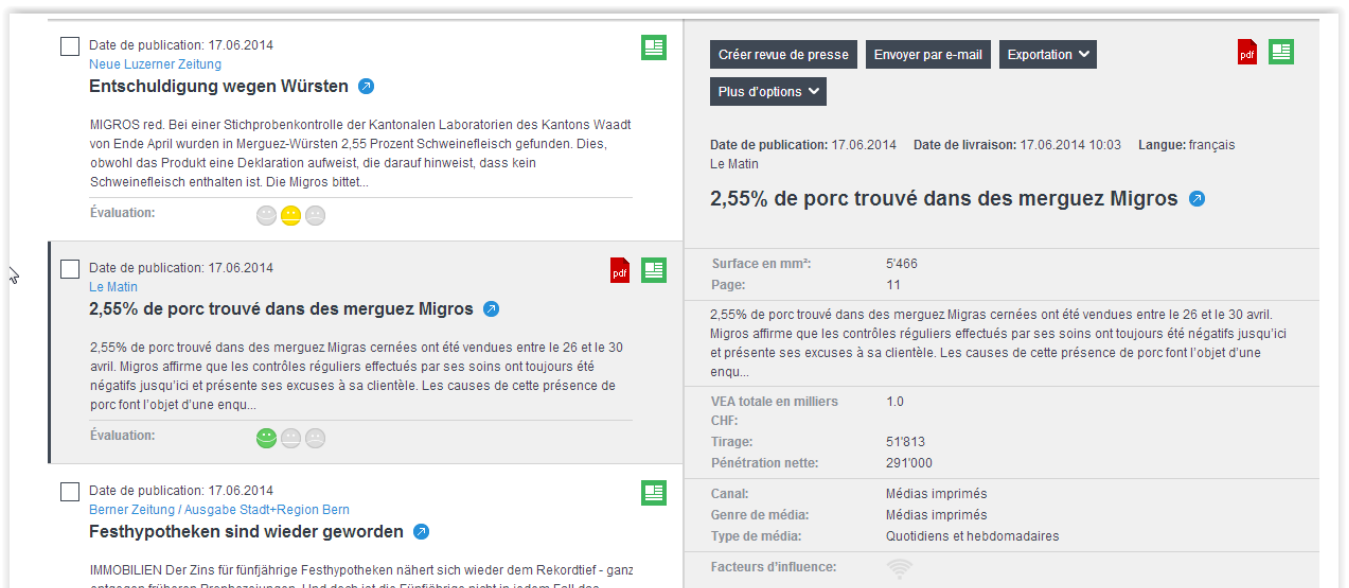 Date de publication: 17.06.2014
Neue Luzerner Zeitung
Entschuldigung wegen Würsten
MIGROS red. Bei einer Stichprobenkontrolle der Kantonalen Laboratorien des Kantons Waadt
von Ende April wurden in Merguez-Würsten 2,55 Prozent Schweinefleisch gefunden. Dies,
obwohl das Produkt eine Deklaration aufweist, die darauf hinweist, dass kein
Schweinefleisch enthalten ist. Die Migros bittet...
Évaluation:
Date de publication: 17.06.2014
pdf
Le Matin
2,55% de porc trouvé dans des merguez Migros
2,55% de porc trouvé dans des merguez Migras cernées ont été vendues entre le 26 et le 30
avril. Migros affirme que les contrôles réguliers effectués par ses soins ont toujours été
négatifs jusqu'ici et présente ses excuses à sa clientèle. Les causes de cette présence de
porc font l'objet d'une enqu...
Évaluation:
Date de publication: 17.06.2014
Berner Zeitung / Ausgabe Stadt+Region Bern
Festhypotheken sind wieder geworden
IMMOBILIEN Der Zins für fünfjährige Festhypotheken nähert sich wieder dem Rekordtief - ganz
entgegen früheren Prophezeiungen. Und doch ist die Fünfjährige nicht in jedem Fall das
Créer revue de presse Envoyer par e-mail Exportation
pdf
Plus d'options
Date de publication: 17.06.2014 Date de livraison: 17.06.2014 10:03 Langue: français
Le Matin
2,55% de porc trouvé dans des merguez Migros
Surface en mm²: 5'466
Page: 11
2,55% de porc trouvé dans des merguez Migras cernées ont été vendues entre le 26 et le 30 avril.
Migros affirme que les contrôles réguliers effectués par ses soins ont toujours été négatifs jusqu'ici
et présente ses excuses à sa clientèle. Les causes de cette présence de porc font l'objet d'une
enqu...
VEA totale en milliers 1.0
CHF:
Tirage: 51'813
Pénétration nette: 291'000
Canal: Médias imprimés
Genre de média: Médias imprimés
Type de média: Quotidiens et hebdomadaires
Facteurs d'influence: